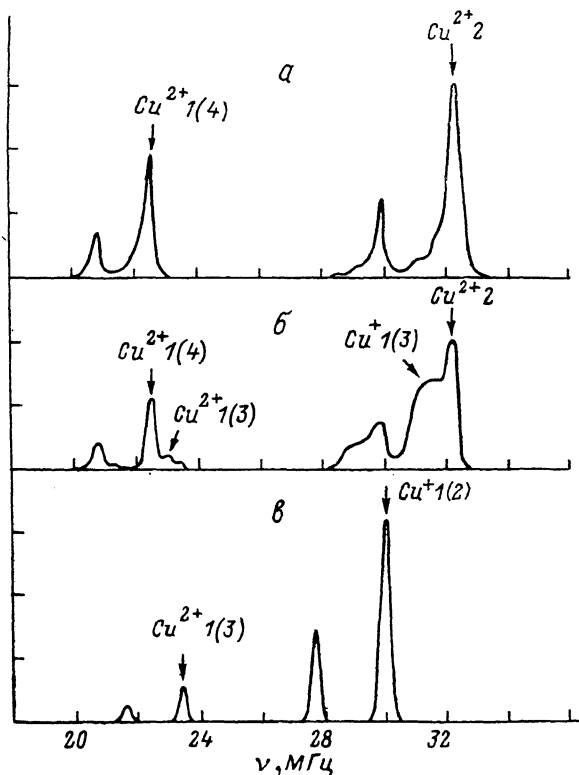 а
Cu²⁺1(4)
Cu²⁺2
б
Cu²⁺1(4)
Cu²⁺1(3)
Cu⁺1(3)
Cu²⁺2
в
Cu²⁺1(3)
Cu⁺1(2)
20 24 28 32
ν, МГц